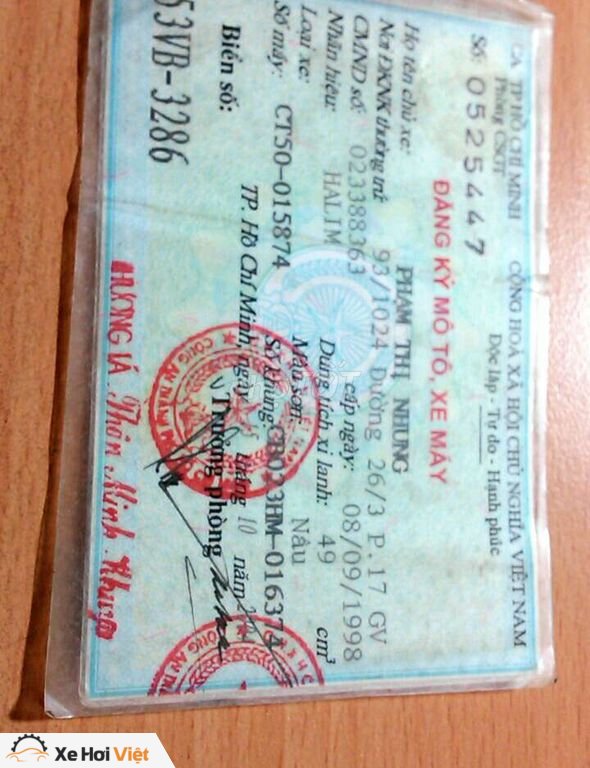 CA. TP HỒ CHÍ MINH
Phòng CSGT
Số: 0525447
CỘNG HOÀ XÃ HỘI CHỦ NGHĨA VIỆT NAM
Độc lập - Tự do - Hạnh phúc
ĐĂNG KÝ MÔ TÔ, XE MÁY
Họ tên chủ xe: PHẠM THỊ NHUNG
Nơi ĐKNK thường trú 93/1024 Đường 26/3 P.17 GV
CMND số: 023388363 cấp ngày: 08/09/1998
Nhãn hiệu: HALIM Dung tích xi lanh: 49 cm³
Loại xe: Màu sơn: Nâu
Số máy: CT50-015874 Số khung:
TP. Hồ Chí Minh, ngày tháng 10 năm
Biển số: Trưởng phòng
53VB-3286
Xe Hơi Việt